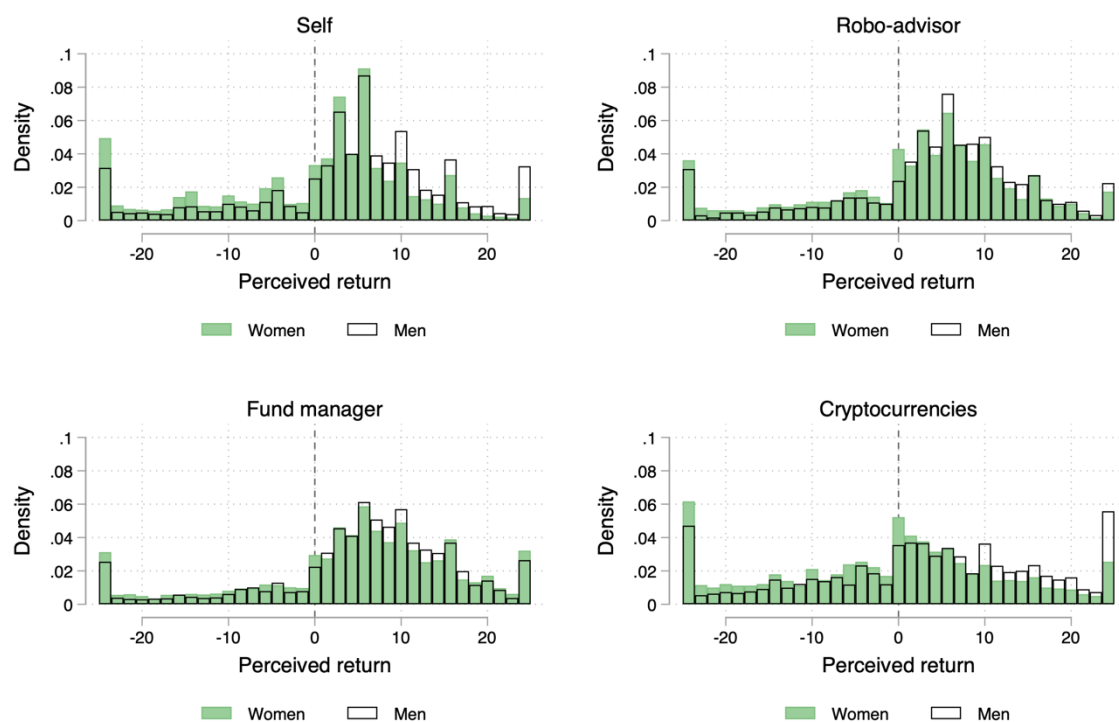 Self
Density
.1
.08
.06
.04
.02
0
-20 -10 0 10 20
Perceived return
Women Men
Robo-advisor
Density
.1
.08
.06
.04
.02
0
-20 -10 0 10 20
Perceived return
Women Men
Fund manager
Density
.1
.08
.06
.04
.02
0
-20 -10 0 10 20
Perceived return
Women Men
Cryptocurrencies
Density
.1
.08
.06
.04
.02
0
-20 -10 0 10 20
Perceived return
Women Men